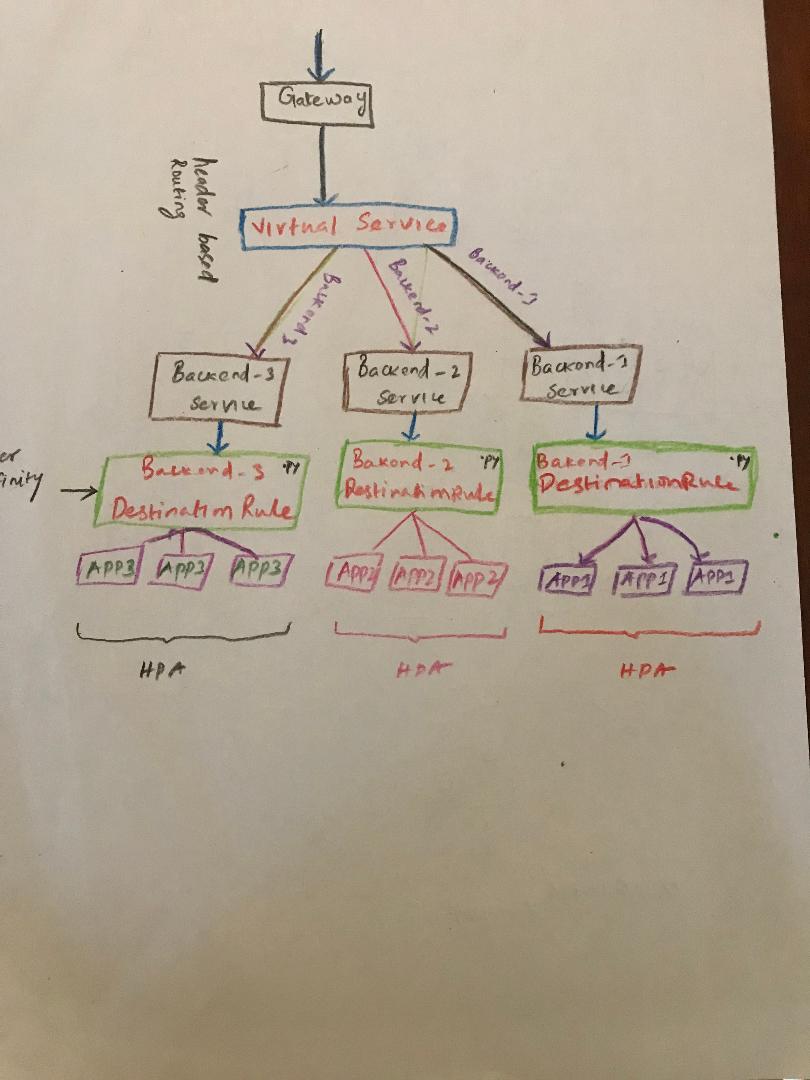 Gateway
header based
Routing
Virtual Service
Backend 3
Backend-2
Backend-1
Backend-3
Service
Backend-2
Service
Backend-1
Service
er
finity
Backend-3 .py
Destination Rule
Bakend-2 .py
DestinationRule
Bakend-1 .py
DestinationRule
APP3 APP3 APP3
APP2 APP2 APP2
APP1 APP1 APP1
HPA
HPA
HPA